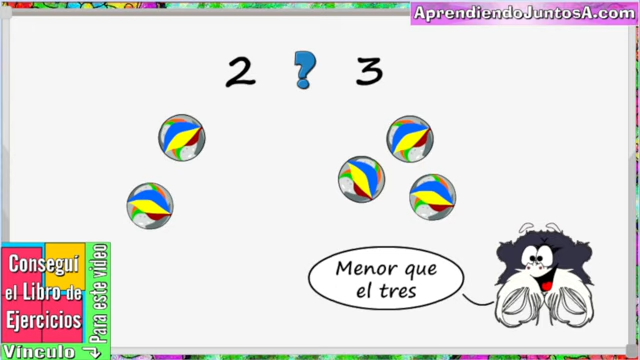 AprendiendoJuntosA.com
2 ? 3
Menor que
el tres
Conseguí
el Libro de
Ejercicios
Vínculo
Para este video